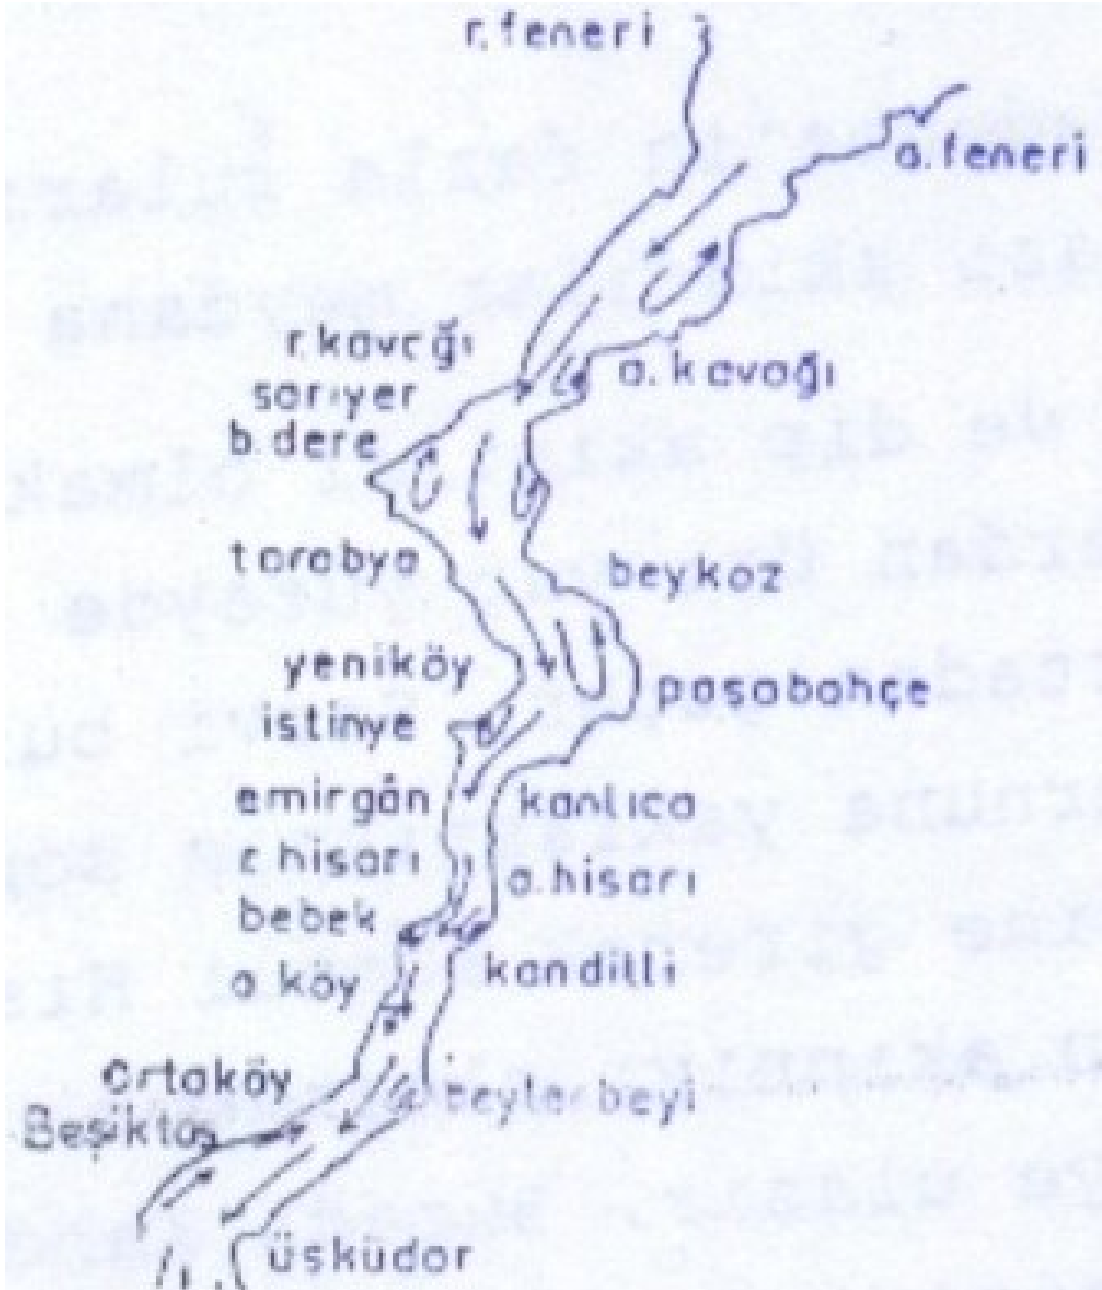 r.feneri
a.feneri
r.kavağı
a.kavağı
sarıyer
b.dere
tarabya
beykoz
yeniköy
paşabahçe
istinye
emirgân
kanlıca
r hisarı
a.hisarı
bebek
kandilli
a köy
Ortaköy
beylerbeyi
Beşiktaş
üsküdar